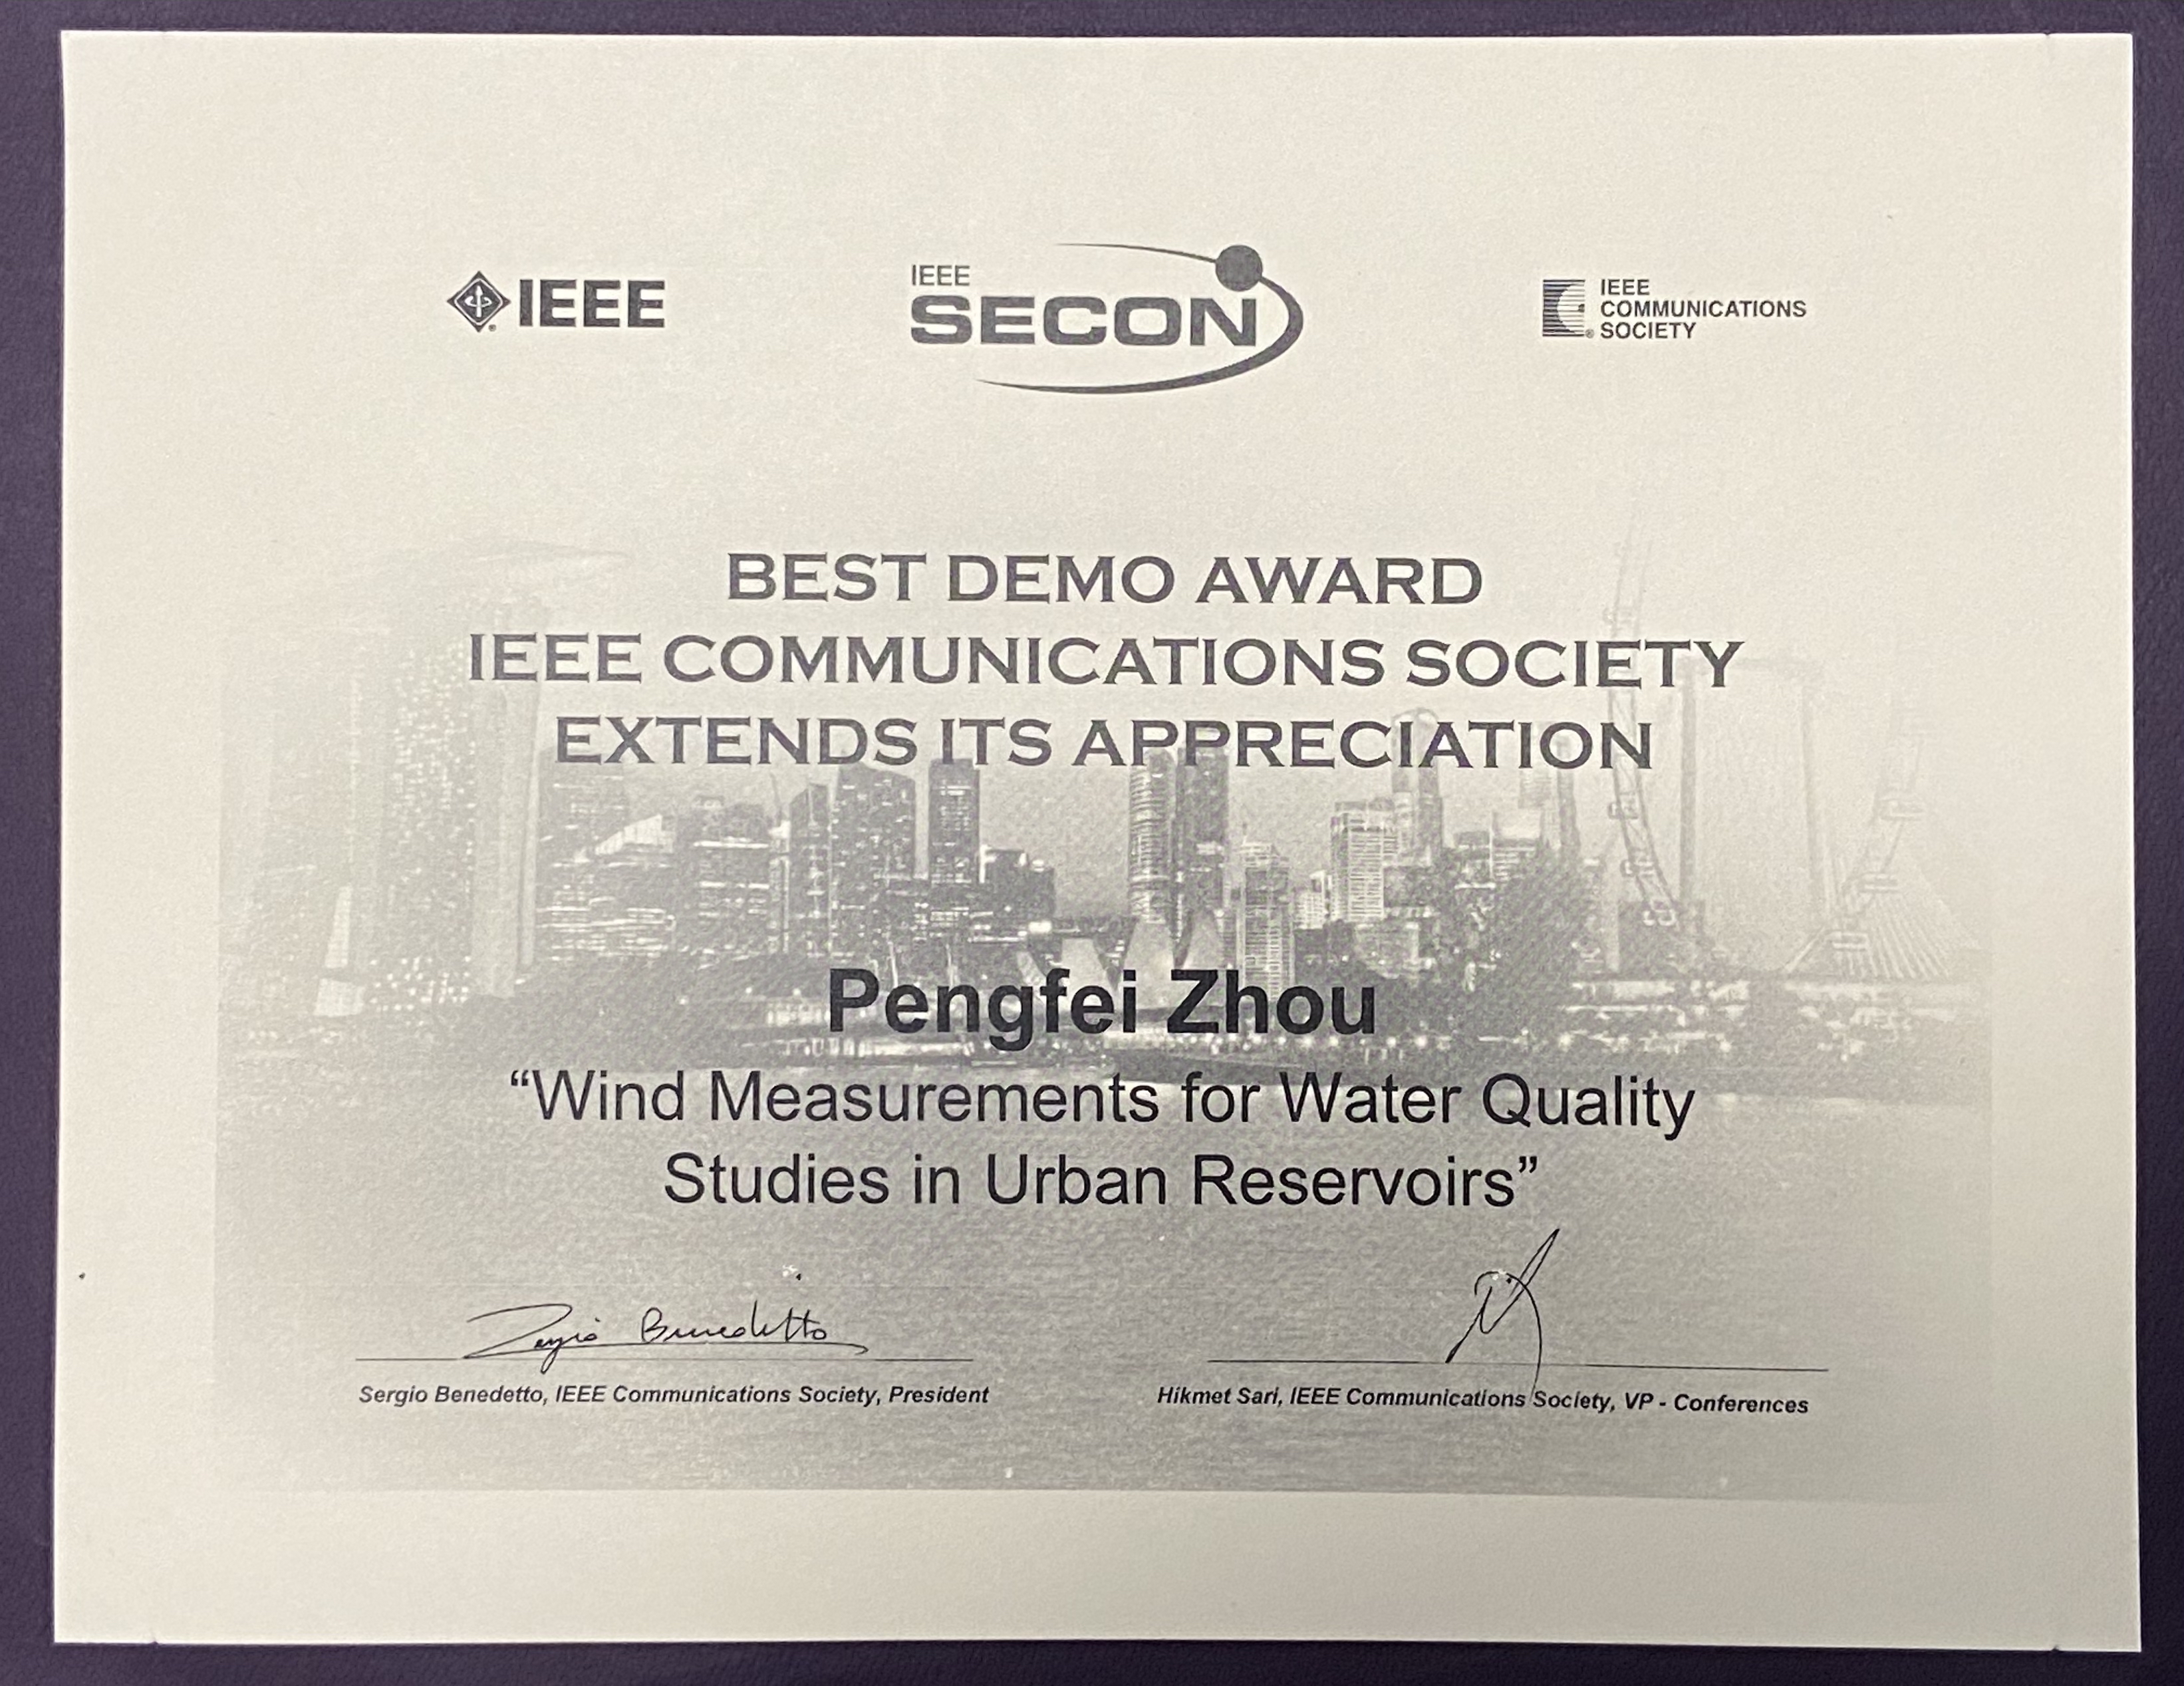 IEEE
IEEE
SECON
IEEE
COMMUNICATIONS
SOCIETY
BEST DEMO AWARD
IEEE COMMUNICATIONS SOCIETY
EXTENDS ITS APPRECIATION
Pengfei Zhou
“Wind Measurements for Water Quality
Studies in Urban Reservoirs”
Sergio Benedetto
Sergio Benedetto, IEEE Communications Society, President
Hikmet Sari, IEEE Communications Society, VP - Conferences